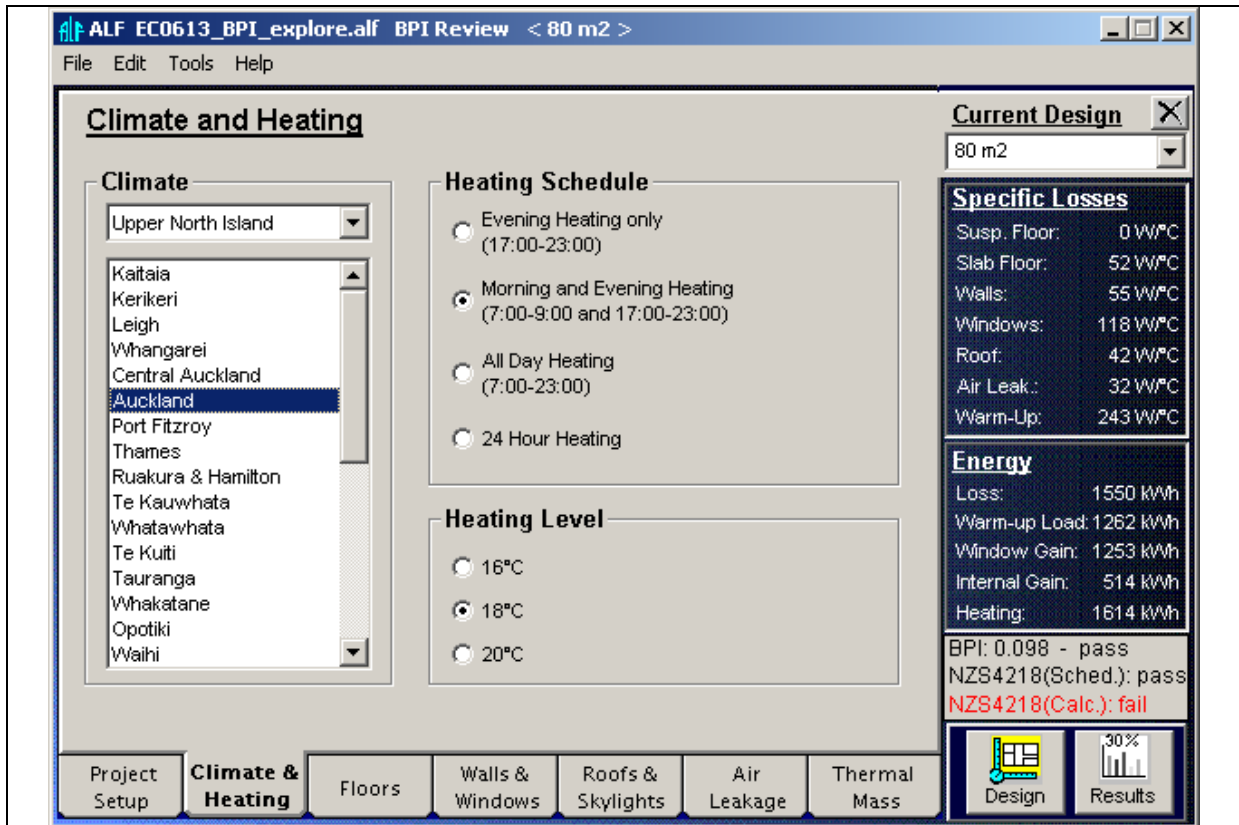 ALF EC0613_BPI_explore.alf BPI Review < 80 m2 >
File Edit Tools Help
Climate and Heating
Climate
Upper North Island
Kaitaia
Kerikeri
Leigh
Whangarei
Central Auckland
Auckland
Port Fitzroy
Thames
Ruakura & Hamilton
Te Kauwhata
Whatawhata
Te Kuiti
Tauranga
Whakatane
Opotiki
Waihi
Heating Schedule
Evening Heating only
(17:00-23:00)
Morning and Evening Heating
(7:00-9:00 and 17:00-23:00)
All Day Heating
(7:00-23:00)
24 Hour Heating
Heating Level
16°C
18°C
20°C
Current Design
80 m2
Specific Losses
Susp. Floor: 0 W/°C
Slab Floor: 52 W/°C
Walls: 55 W/°C
Windows: 118 W/°C
Roof: 42 W/°C
Air Leak.: 32 W/°C
Warm-Up: 243 W/°C
Energy
Loss: 1550 kWh
Warm-up Load: 1262 kWh
Window Gain: 1253 kWh
Internal Gain: 514 kWh
Heating: 1614 kWh
BPI: 0.098 - pass
NZS4218(Sched.): pass
NZS4218(Calc.): fail
30%
Design
Results
Project
Setup
Climate &
Heating
Floors
Walls &
Windows
Roofs &
Skylights
Air
Leakage
Thermal
Mass